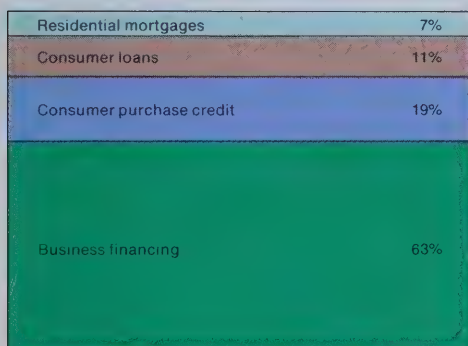 Residential mortgages 7%
Consumer loans 11%
Consumer purchase credit 19%
Business financing 63%